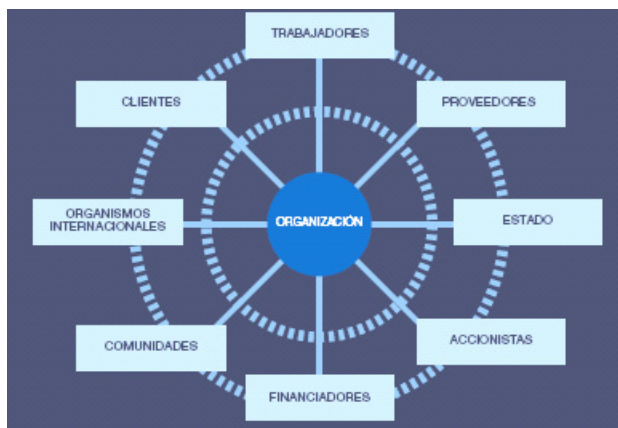 TRABAJADORES
CLIENTES
PROVEEDORES
ORGANISMOS
INTERNACIONALES
ORGANIZACIÓN
ESTADO
COMUNIDADES
ACCIONISTAS
FINANCIADORES